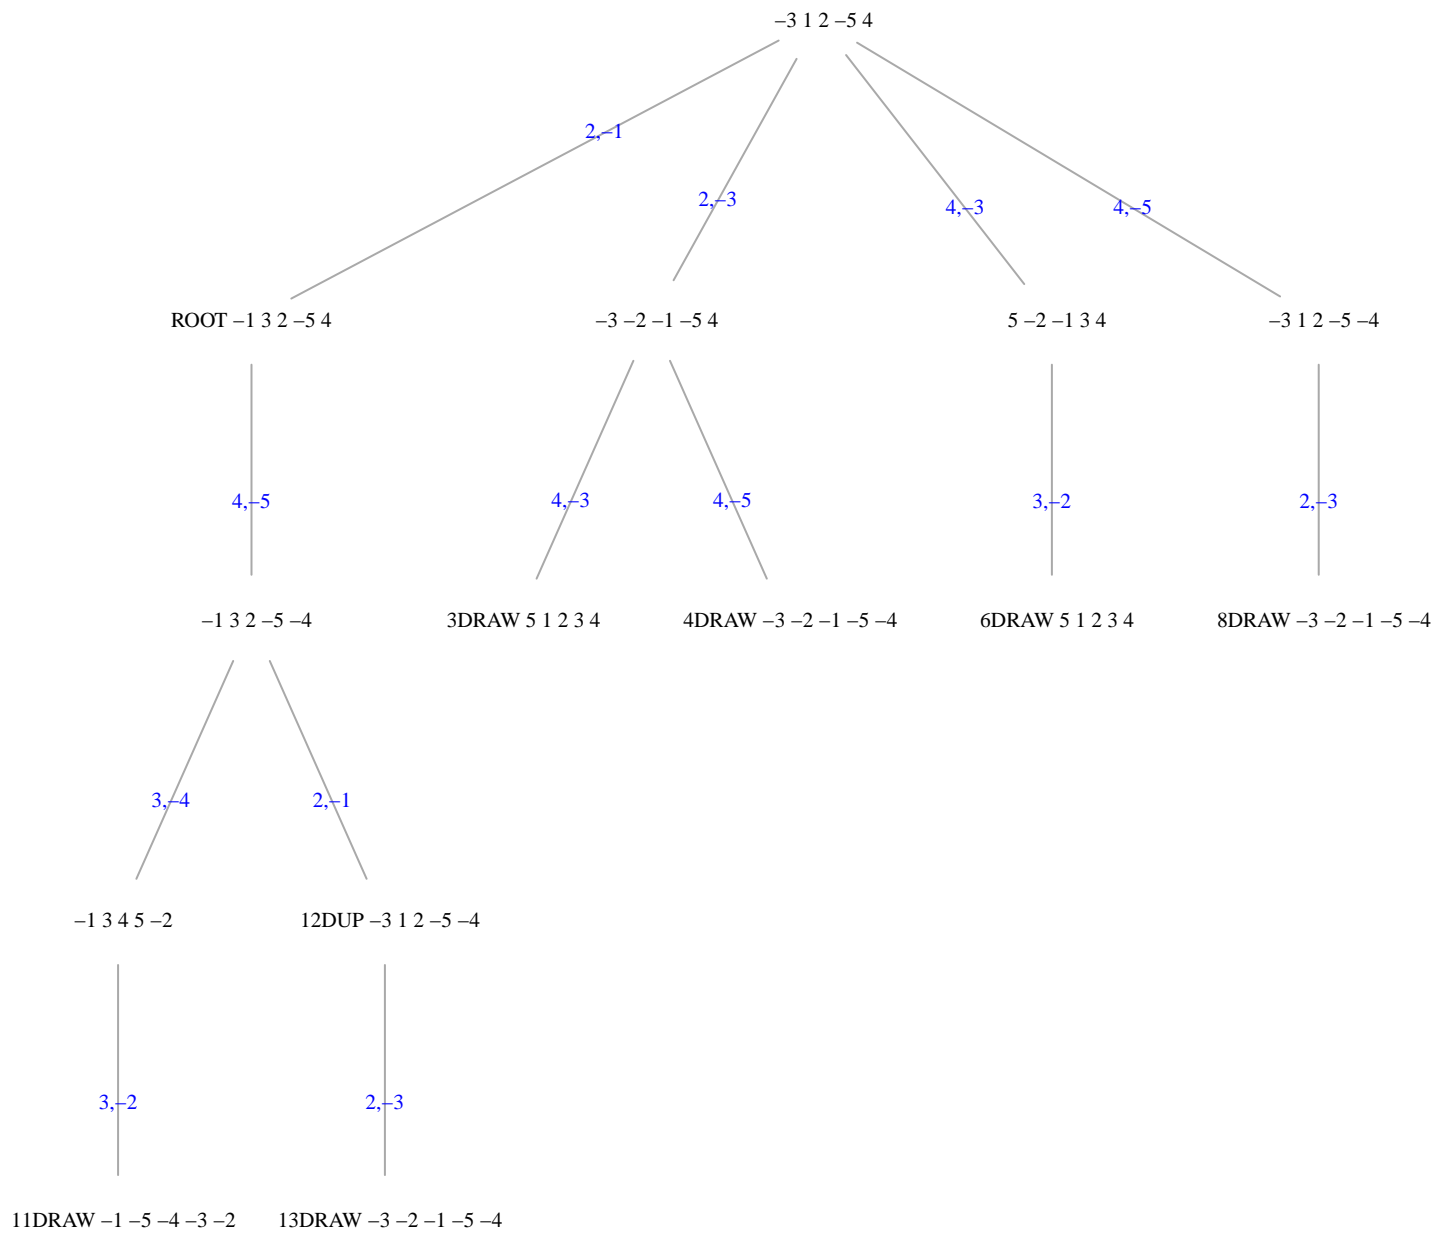 –3 1 2 –5 4
2,–1
2,–3
4,–3
4,–5
ROOT –1 3 2 –5 4
–3 –2 –1 –5 4
5 –2 –1 3 4
–3 1 2 –5 –4
4,–5
4,–3
4,–5
3,–2
2,–3
–1 3 2 –5 –4
3DRAW 5 1 2 3 4
4DRAW –3 –2 –1 –5 –4
6DRAW 5 1 2 3 4
8DRAW –3 –2 –1 –5 –4
3,–4
2,–1
–1 3 4 5 –2
12DUP –3 1 2 –5 –4
3,–2
2,–3
11DRAW –1 –5 –4 –3 –2
13DRAW –3 –2 –1 –5 –4